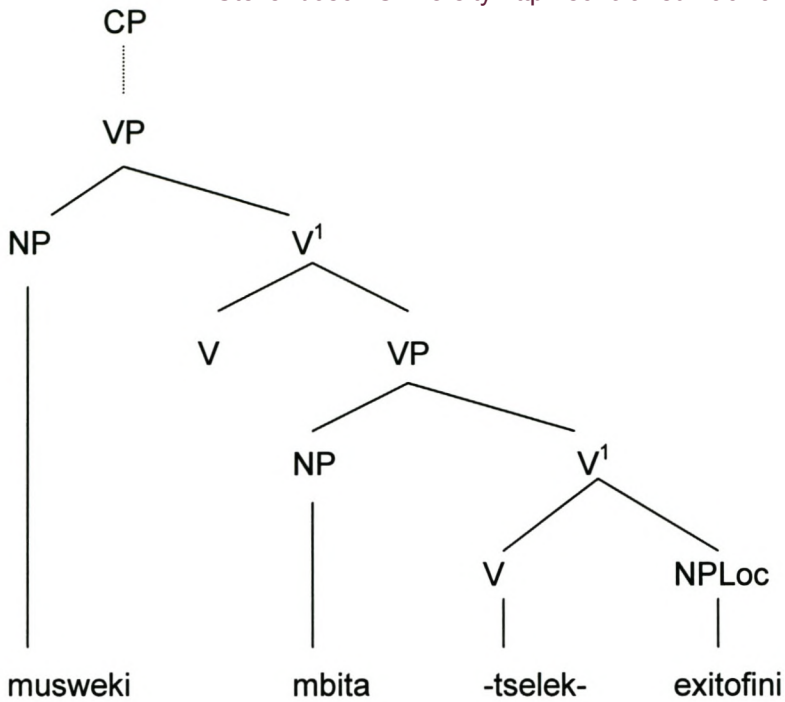 CP
VP
NP V¹
V VP
NP V¹
V NPLoc
musweki mbita -tselek- exitofini